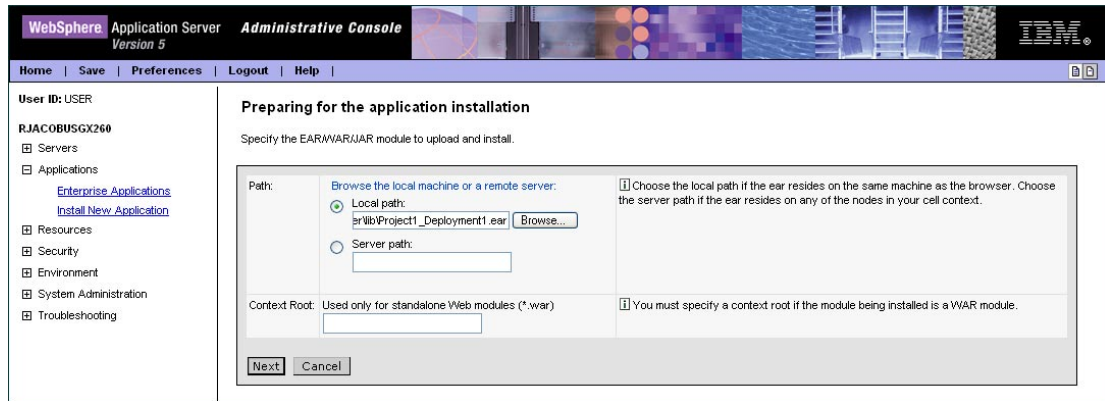 WebSphere Application Server Administrative Console
Version 5
IBM
Home | Save | Preferences | Logout | Help |
User ID: USER
RJACOBUSGX260
Servers
Applications
Enterprise Applications
Install New Application
Resources
Security
Environment
System Administration
Troubleshooting
Preparing for the application installation
Specify the EAR/WAR/JAR module to upload and install.
Path:
Browse the local machine or a remote server:
Local path:
er\lib\Project1_Deployment1.ear Browse...
Server path:
i Choose the local path if the ear resides on the same machine as the browser. Choose
the server path if the ear resides on any of the nodes in your cell context.
Context Root: Used only for standalone Web modules (*.war)
i You must specify a context root if the module being installed is a WAR module.
Next Cancel